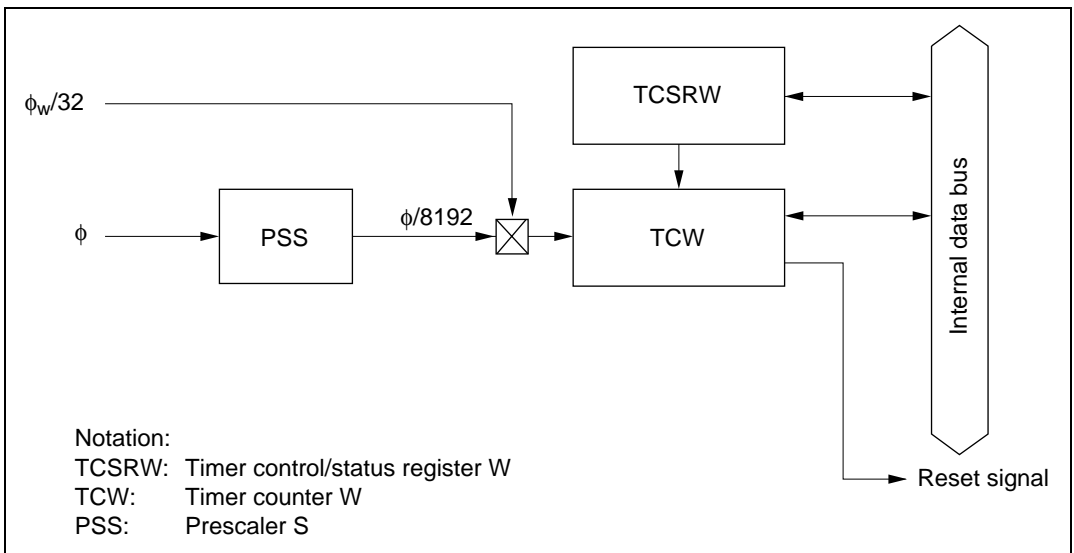 TCSRW
ϕw/32
ϕ/8192
ϕ
PSS
TCW
Internal data bus
Reset signal
Notation:
TCSRW: Timer control/status register W
TCW: Timer counter W
PSS: Prescaler S